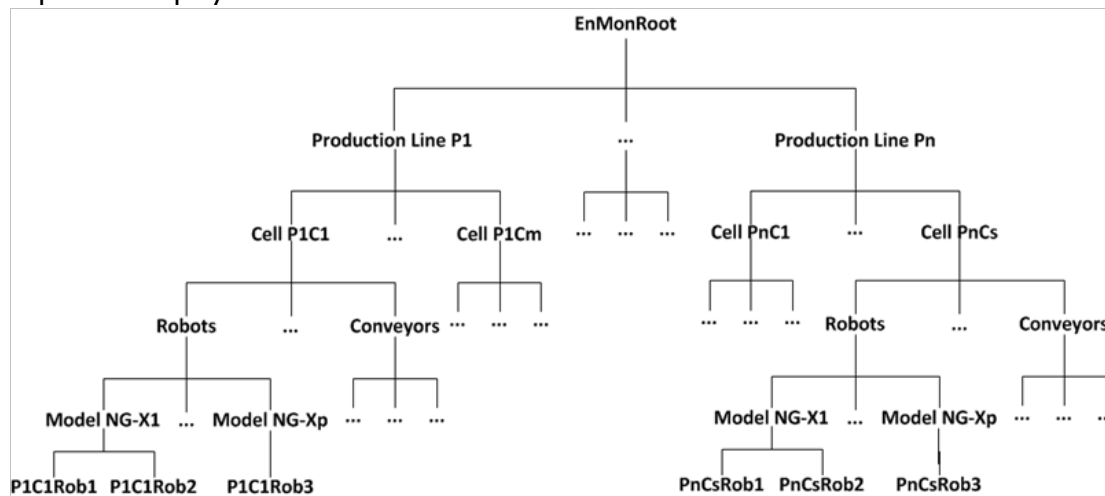 EnMonRoot
Production Line P1 ... Production Line Pn
Cell P1C1 ... Cell P1Cm ... ... ... Cell PnC1 ... Cell PnCs
Robots ... Conveyors ... ... ... ... ... ... Robots ... Conveyors
Model NG-X1 ... Model NG-Xp ... ... ... Model NG-X1 ... Model NG-Xp ... ... ...
P1C1Rob1 P1C1Rob2 P1C1Rob3 PnCsRob1 PnCsRob2 PnCsRob3